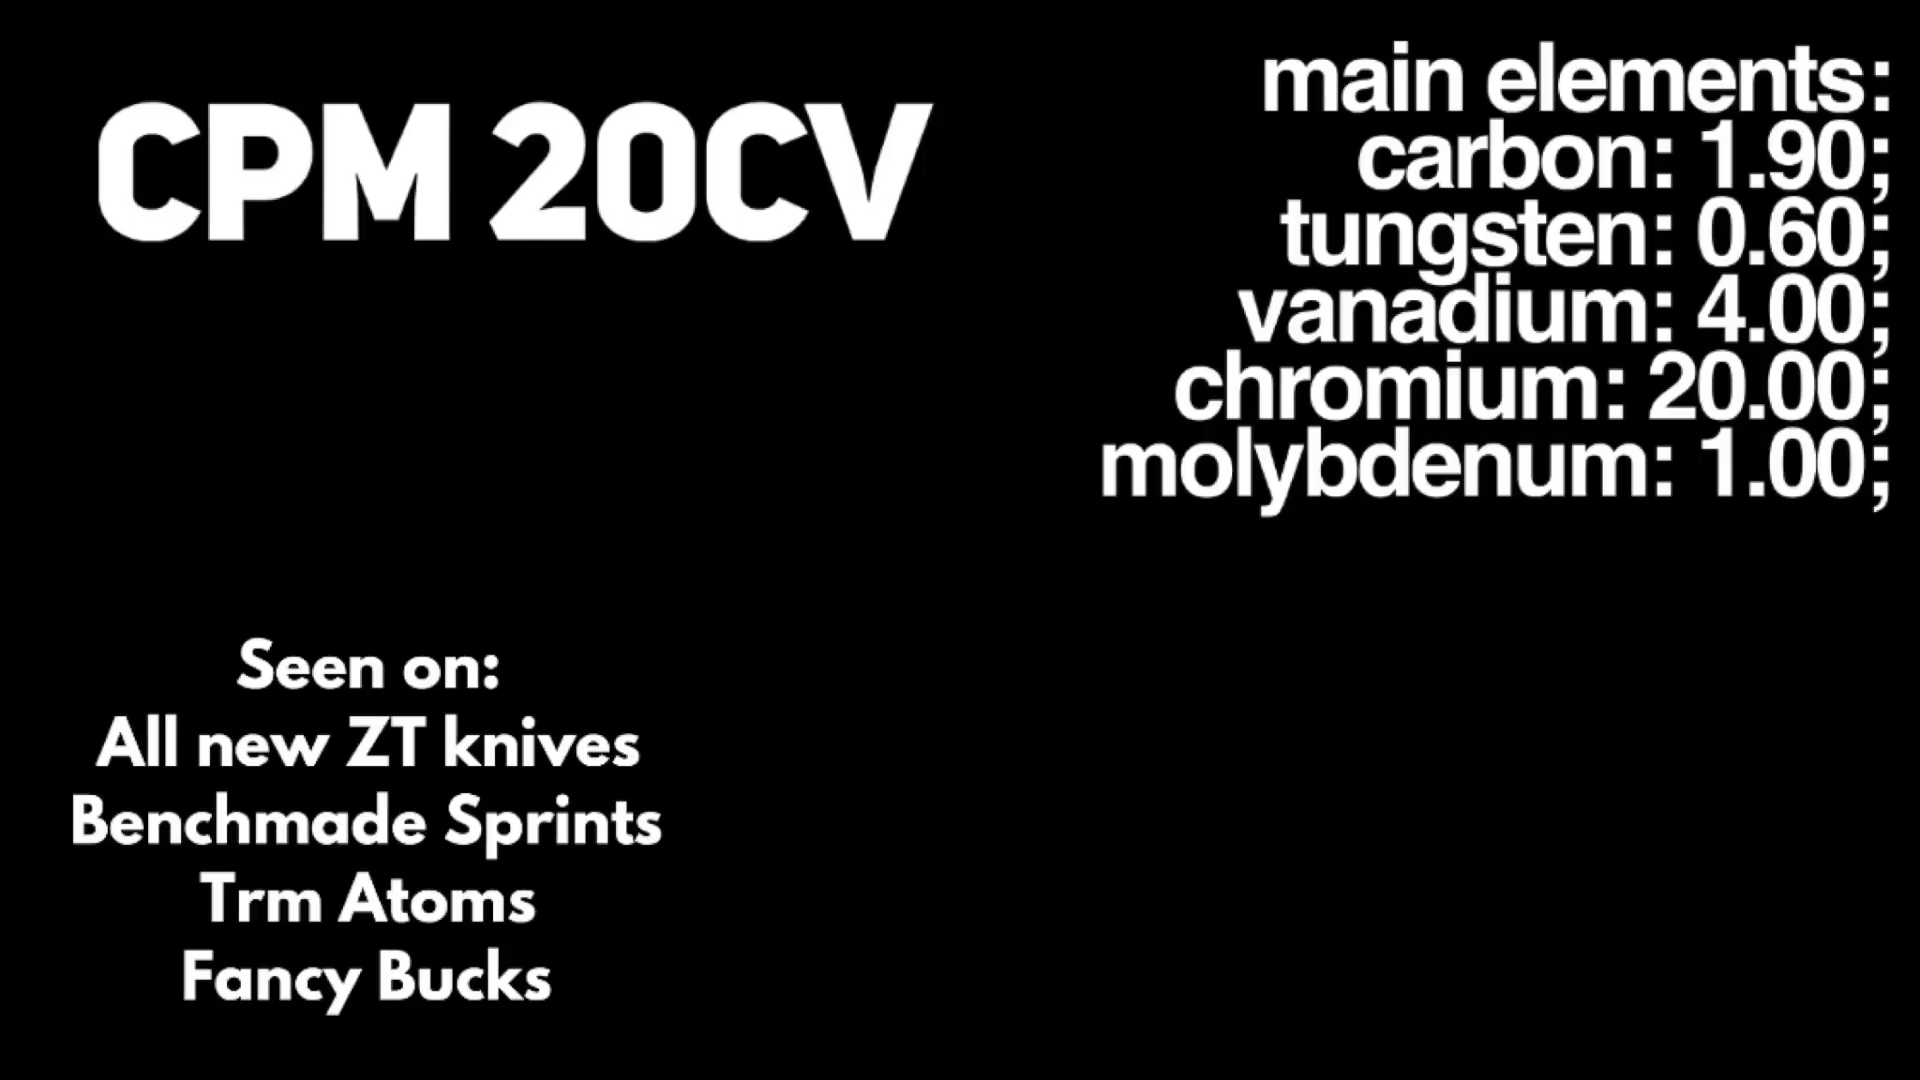 CPM 20CV
main elements:
carbon: 1.90;
tungsten: 0.60;
vanadium: 4.00;
chromium: 20.00;
molybdenum: 1.00;
Seen on:
All new ZT knives
Benchmade Sprints
Trm Atoms
Fancy Bucks